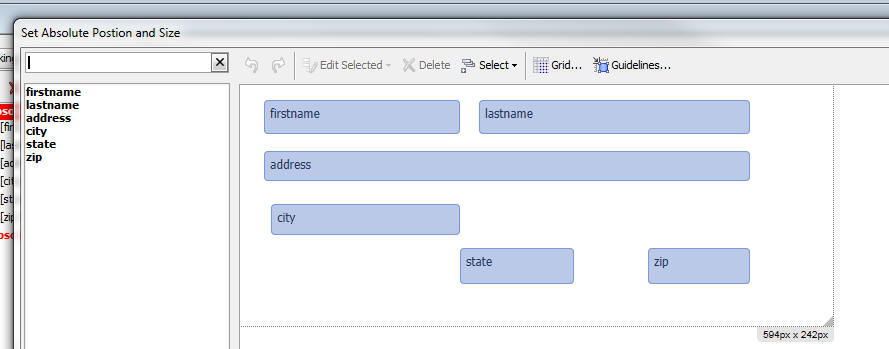 Set Absolute Postion and Size
Edit Selected Delete Select Grid... Guidelines...
firstname
lastname
address
city
state
zip
firstname lastname
address
city
state zip
594px x 242px